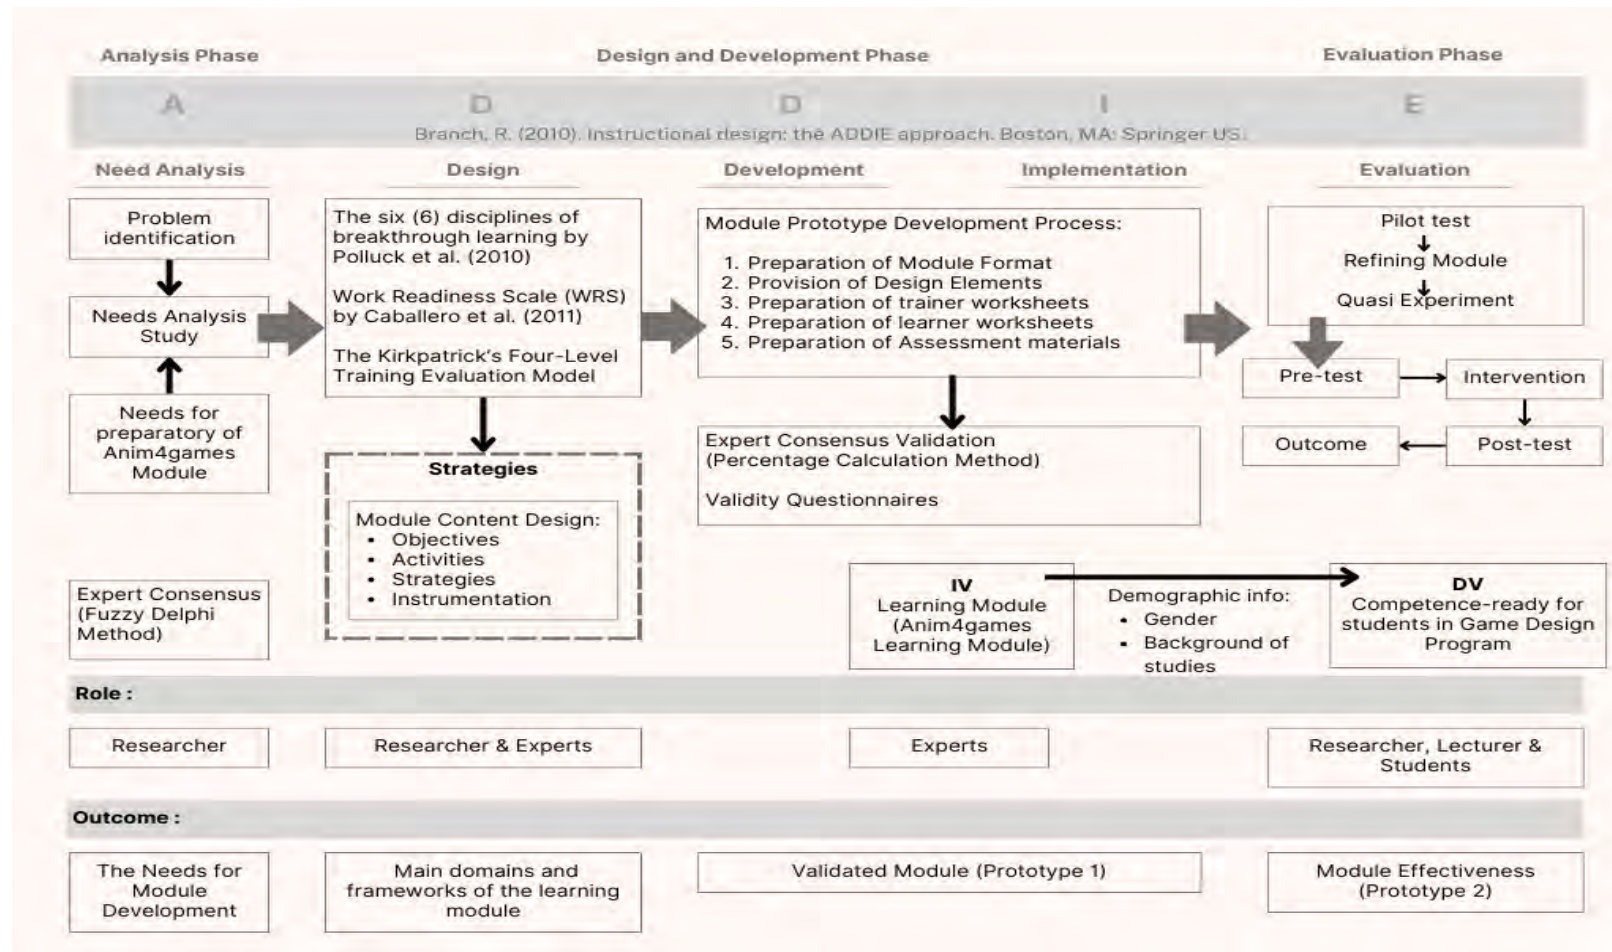 Analysis Phase
Design and Development Phase
Evaluation Phase
A
D
D
I
E
Branch, R. (2010). Instructional design: the ADDIE approach. Boston, MA: Springer US.
Need Analysis
Design
Development
Implementation
Evaluation
Problem
identification
Needs Analysis
Study
Needs for
preparatory of
Anim4games
Module
Expert Consensus
(Fuzzy Delphi
Method)
The six (6) disciplines of
breakthrough learning by
Polluck et al. (2010)
Work Readiness Scale (WRS)
by Caballero et al. (2011)
The Kirkpatrick's Four-Level
Training Evaluation Model
Strategies
Module Content Design:
• Objectives
• Activities
• Strategies
• Instrumentation
Module Prototype Development Process:
1. Preparation of Module Format
2. Provision of Design Elements
3. Preparation of trainer worksheets
4. Preparation of learner worksheets
5. Preparation of Assessment materials
Expert Consensus Validation
(Percentage Calculation Method)
Validity Questionnaires
Pilot test
Refining Module
Quasi Experiment
Pre-test
Intervention
Outcome
Post-test
IV
Learning Module
(Anim4games
Learning Module)
Demographic info:
• Gender
• Background of
studies
DV
Competence-ready for
students in Game Design
Program
Role :
Researcher
Researcher & Experts
Experts
Researcher, Lecturer &
Students
Outcome :
The Needs for
Module
Development
Main domains and
frameworks of the learning
module
Validated Module (Prototype 1)
Module Effectiveness
(Prototype 2)